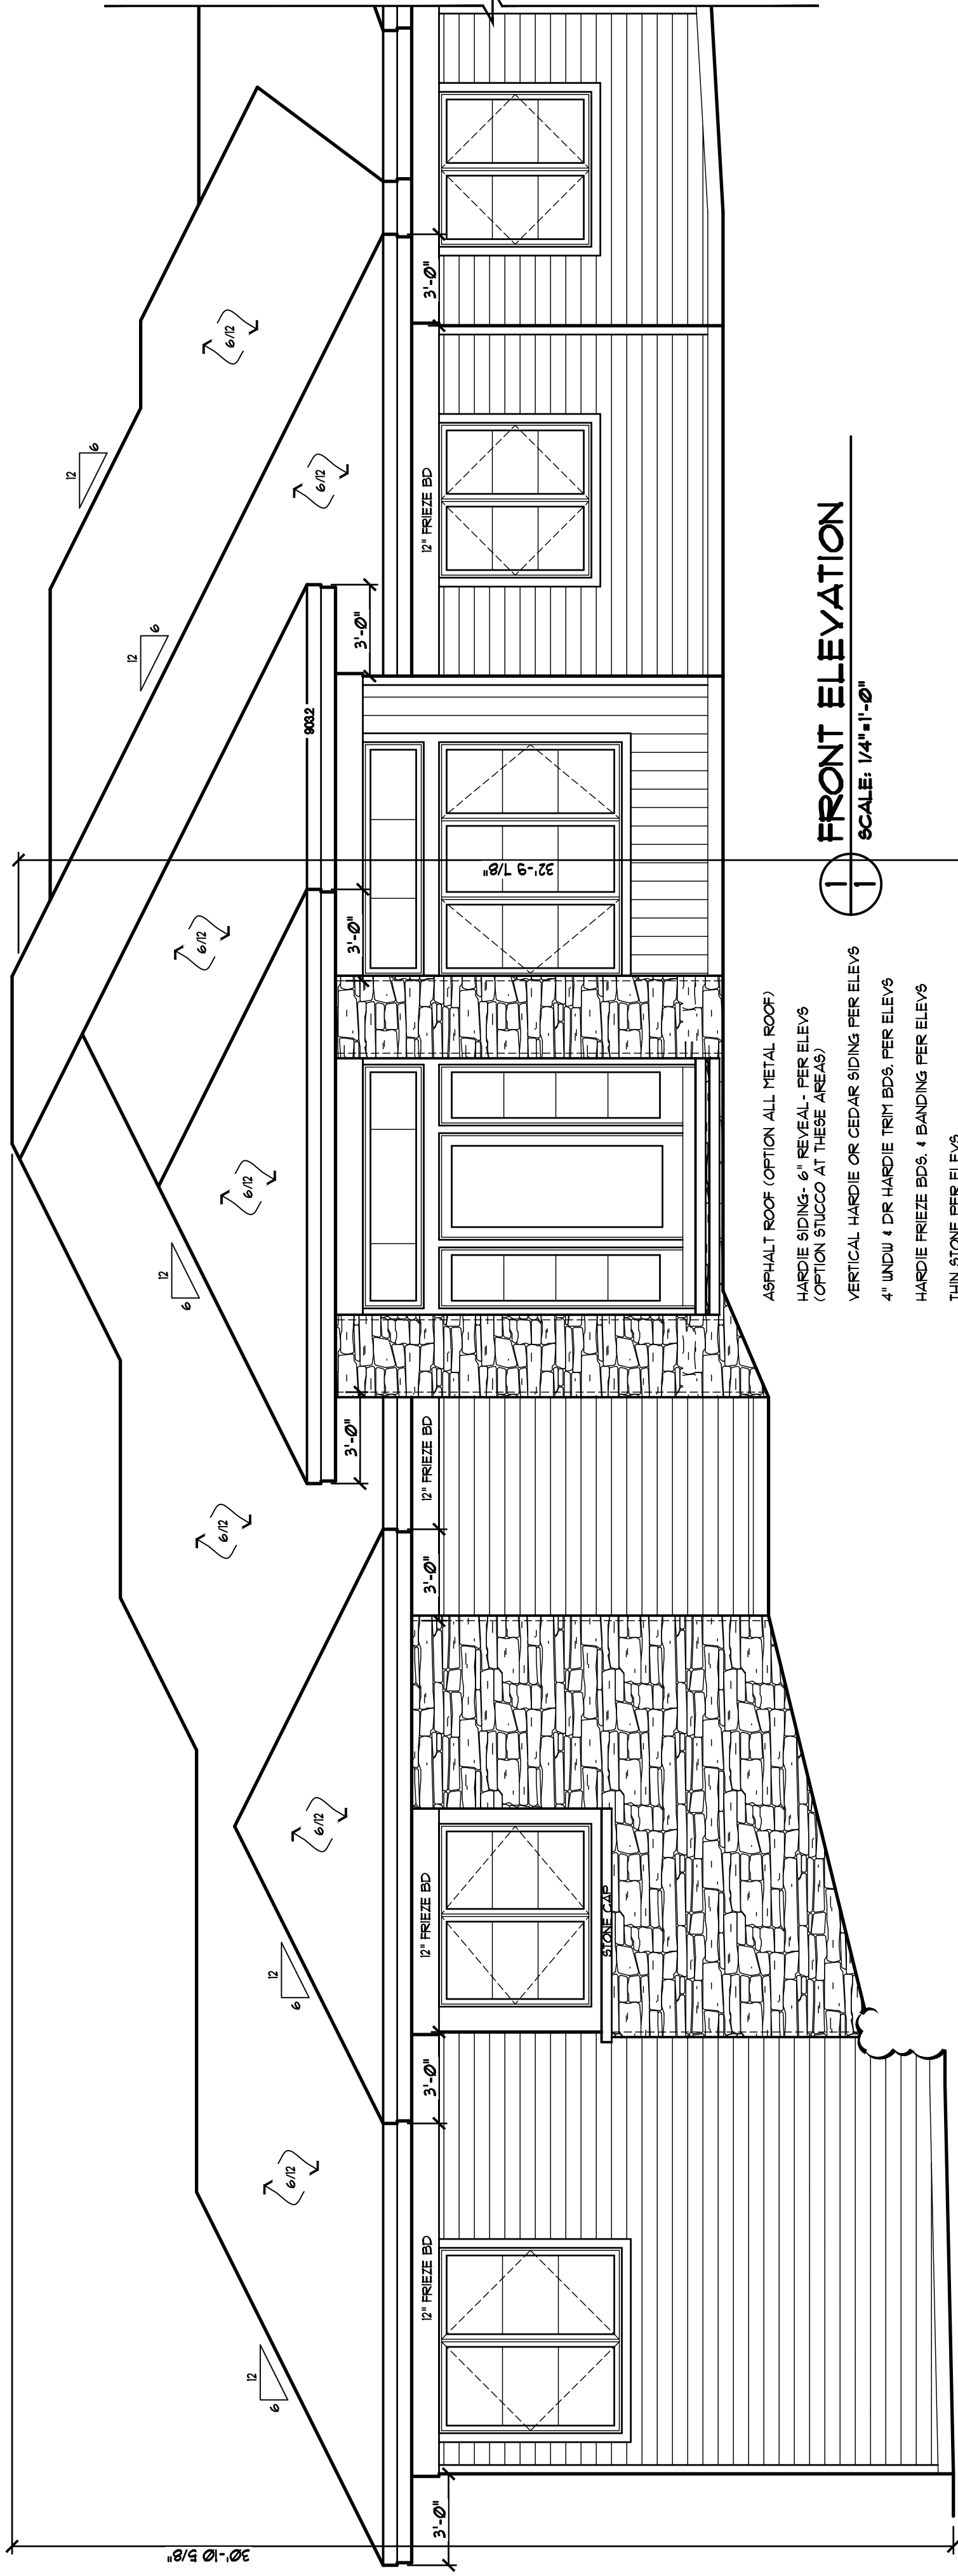 12
6
12
6
6/12
6/12
6/12
12
6
6/12
6/12
12
6
6/12
12
6
6/12
903.2
30'-10 5/8"
3'-0"
3'-0"
3'-0"
3'-0"
3'-0"
3'-0"
3'-0"
12" FRIEZE BD
12" FRIEZE BD
12" FRIEZE BD
12" FRIEZE BD
32'-9 7/8"
STONE CAP
ASPHALT ROOF (OPTION ALL METAL ROOF)
HARDIE SIDING- 6" REVEAL- PER ELEVS
(OPTION STUCCO AT THESE AREAS)
VERTICAL HARDIE OR CEDAR SIDING PER ELEVS
4" WNDW & DR HARDIE TRIM BDS. PER ELEVS
HARDIE FRIEZE BDS. & BANDING PER ELEVS
THIN STONE PER ELEVS
1
1
FRONT ELEVATION
SCALE: 1/4"=1'-0"